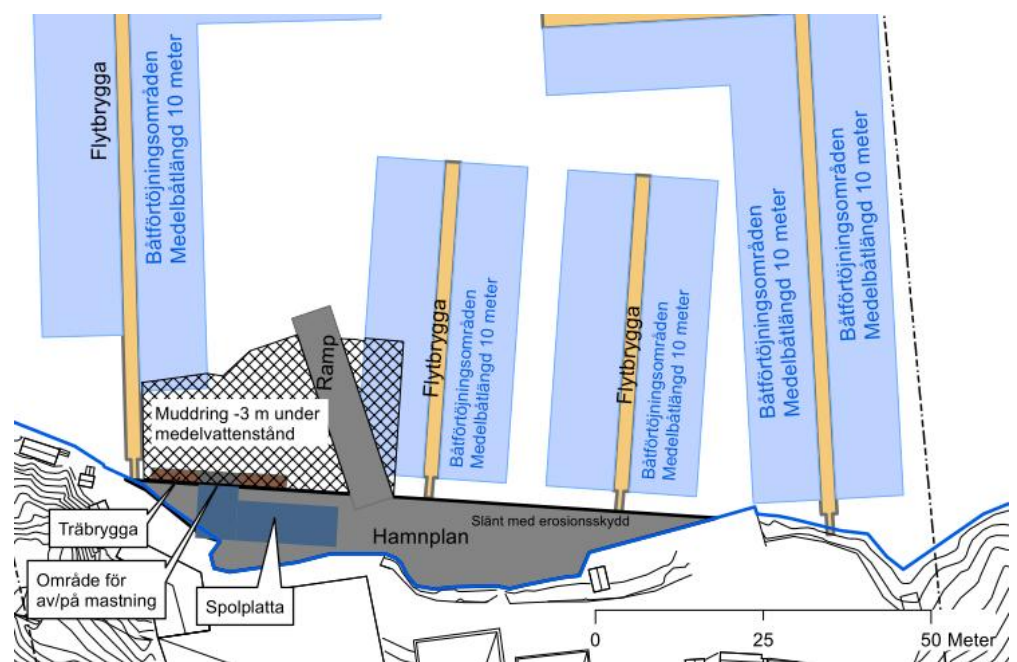 Flytbrygga
Båtförtöjningsområden
Medelbåtlängd 10 meter
Båtförtöjningsområden
Medelbåtlängd 10 meter
Båtförtöjningsområden
Medelbåtlängd 10 meter
Ramp
Flytbrygga
Båtförtöjningsområden
Medelbåtlängd 10 meter
Flytbrygga
Båtförtöjningsområden
Medelbåtlängd 10 meter
Muddring -3 m under
medelvattenstånd
Träbrygga
Slänt med erosionsskydd
Hamnplan
Område för
av/på mastning
Spolplatta
0
25
50 Meter